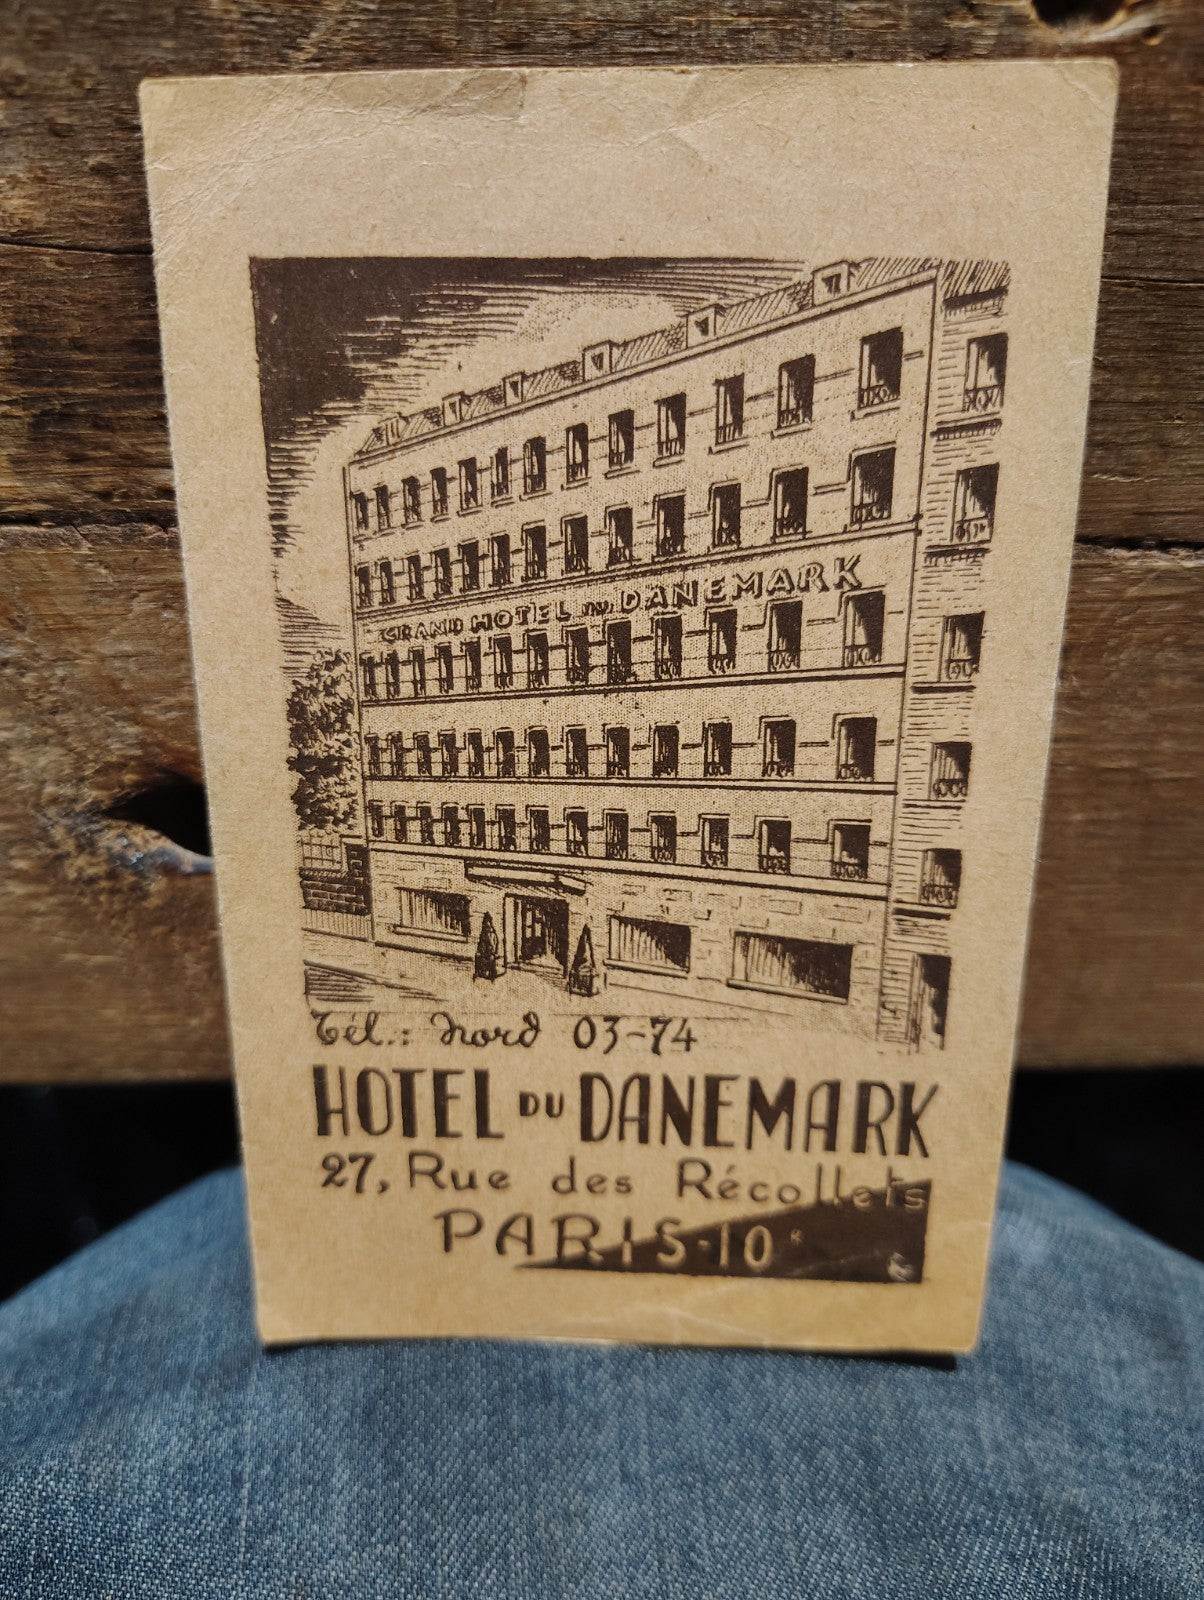 GRAND HOTEL DU DANEMARK
Tél.: Nord 03-74
HOTEL DU DANEMARK
27, Rue des Récollets
PARIS-10e